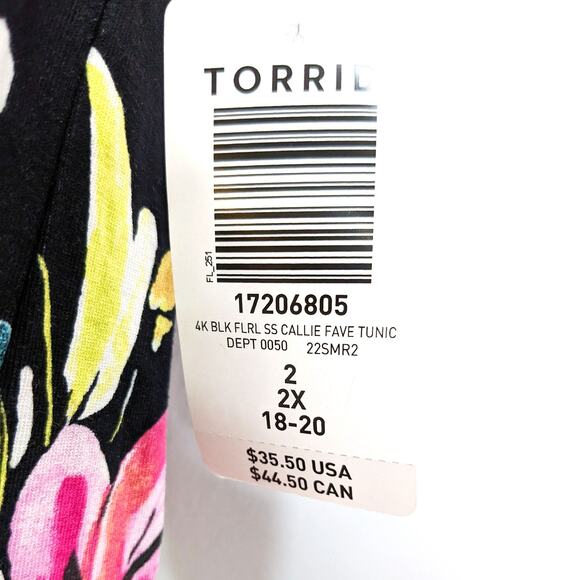 TORRID
FL_251
17206805
4K BLK FLRL SS CALLIE FAVE TUNIC
DEPT 0050 22SMR2
2
2X
18-20
$35.50 USA
$44.50 CAN